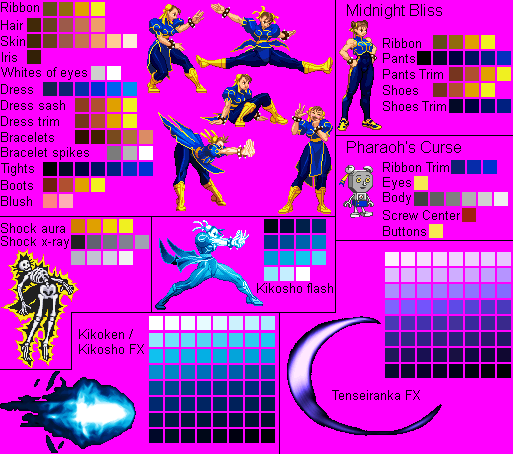 Ribbon
Hair
Skin
Iris
Whites of eyes
Dress
Dress sash
Dress trim
Bracelets
Bracelet spikes
Tights
Boots
Blush
Midnight Bliss
Ribbon
Pants
Pants Trim
Shoes
Shoes Trim
Pharaoh's Curse
Ribbon Trim
Eyes
Body
Screw Center
Buttons
Shock aura
Shock x-ray
Kikosho flash
Kikoken /
Kikosho FX
Tenseiranka FX